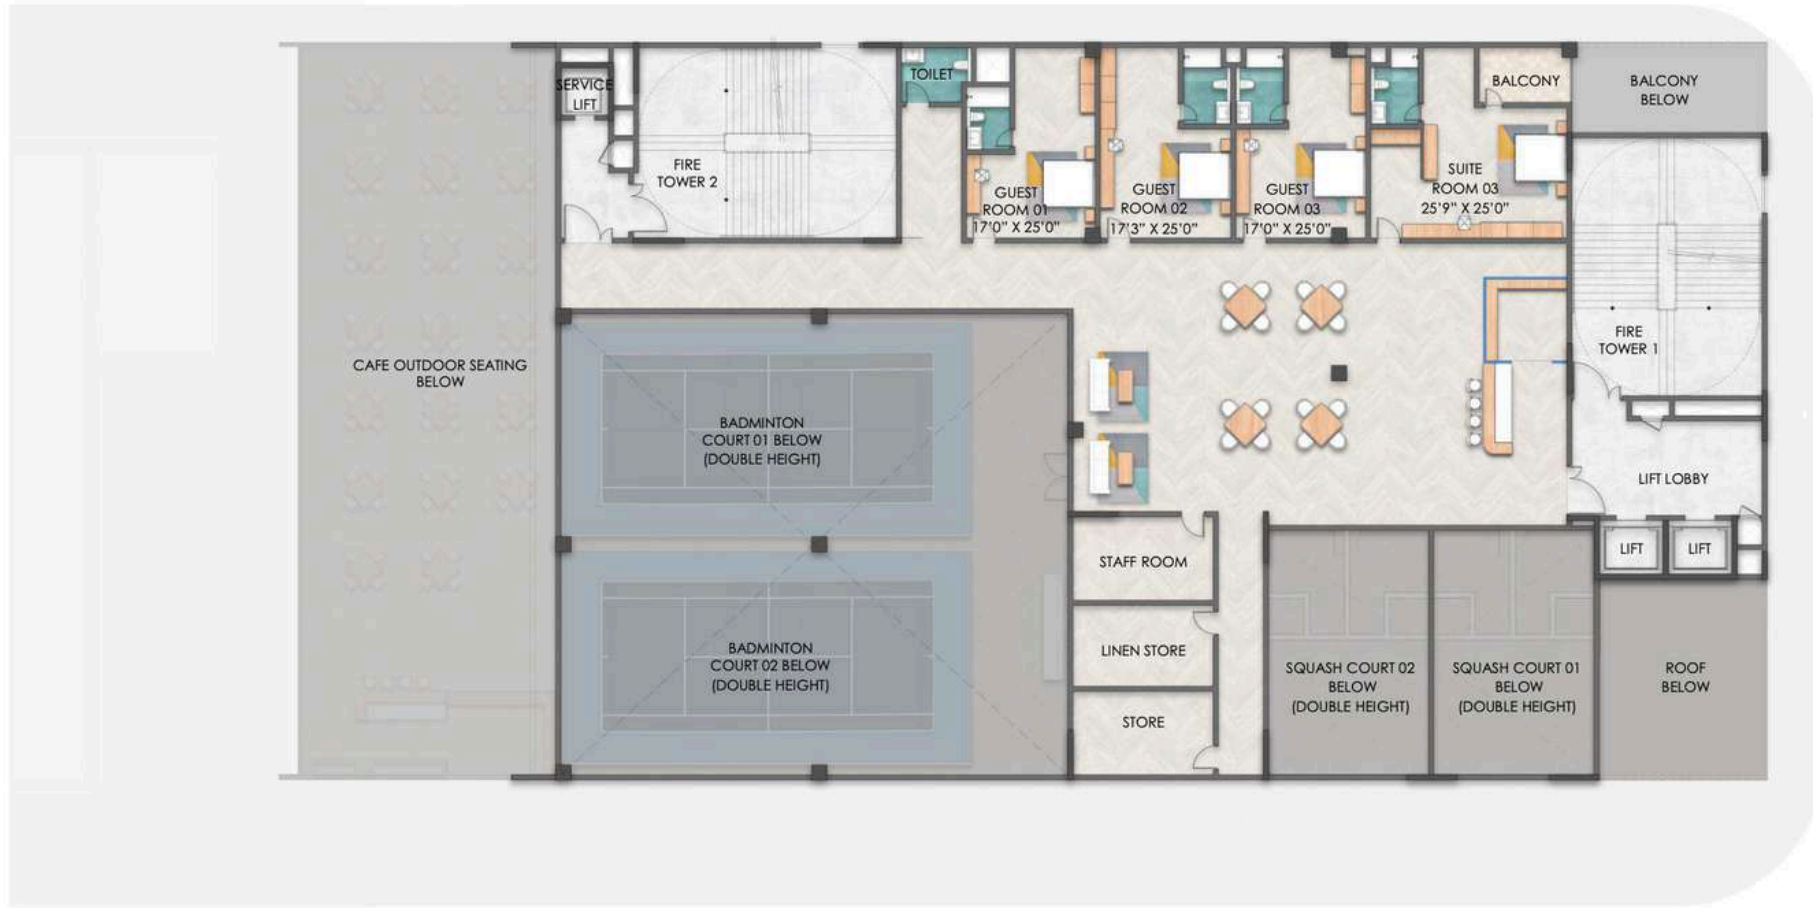 SERVICE
LIFT
FIRE
TOWER 2
TOILET
GUEST
ROOM 01
17'0" X 25'0"
GUEST
ROOM 02
17'3" X 25'0"
GUEST
ROOM 03
17'0" X 25'0"
SUITE
ROOM 03
25'9" X 25'0"
BALCONY
BALCONY
BELOW
FIRE
TOWER 1
CAFE OUTDOOR SEATING
BELOW
BADMINTON
COURT 01 BELOW
(DOUBLE HEIGHT)
LIFT LOBBY
LIFT
LIFT
STAFF ROOM
LINEN STORE
STORE
BADMINTON
COURT 02 BELOW
(DOUBLE HEIGHT)
SQUASH COURT 02
BELOW
(DOUBLE HEIGHT)
SQUASH COURT 01
BELOW
(DOUBLE HEIGHT)
ROOF
BELOW